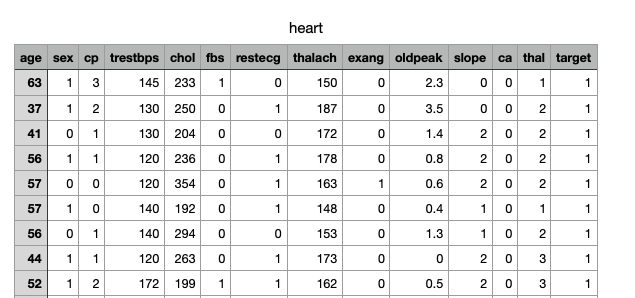 heart
age sex cp trestbps chol fbs restecg thalach exang oldpeak slope ca thal target
63 1 3 145 233 1 0 150 0 2.3 0 0 1 1
37 1 2 130 250 0 1 187 0 3.5 0 0 2 1
41 0 1 130 204 0 0 172 0 1.4 2 0 2 1
56 1 1 120 236 0 1 178 0 0.8 2 0 2 1
57 0 0 120 354 0 1 163 1 0.6 2 0 2 1
57 1 0 140 192 0 1 148 0 0.4 1 0 1 1
56 0 1 140 294 0 0 153 0 1.3 1 0 2 1
44 1 1 120 263 0 1 173 0 0 2 0 3 1
52 1 2 172 199 1 1 162 0 0.5 2 0 3 1